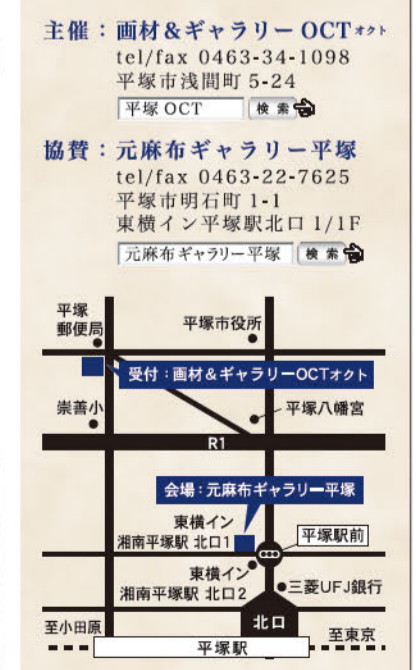 主催：画材&ギャラリー OCTオクト
tel/fax 0463-34-1098
平塚市浅間町 5-24
平塚 OCT 検 索
協賛：元麻布ギャラリー平塚
tel/fax 0463-22-7625
平塚市明石町 1-1
東横イン平塚駅北口 1/1F
元麻布ギャラリー平塚 検 索
平塚
郵便局
平塚市役所
受付：画材&ギャラリーOCTオクト
崇善小
平塚八幡宮
R1
会場：元麻布ギャラリー平塚
東横イン
湘南平塚駅 北口1
平塚駅前
東横イン
湘南平塚駅 北口2
三菱UFJ銀行
北口
至小田原
平塚駅
至東京